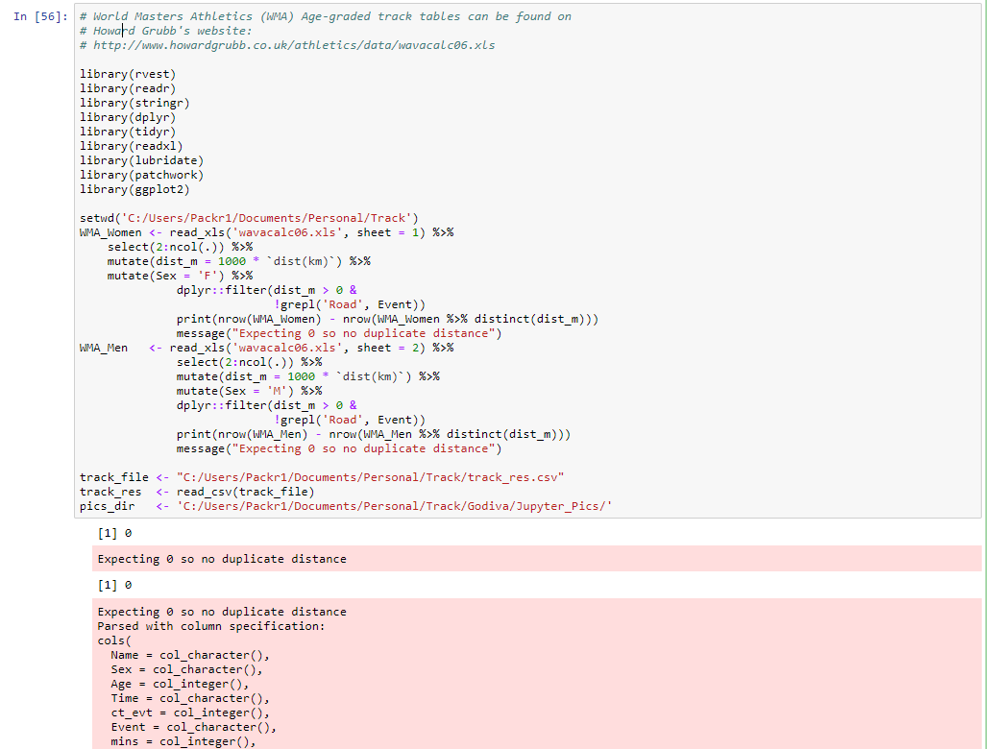 In [56]:
# World Masters Athletics (WMA) Age-graded track tables can be found on
# Howard Grubb's website:
# http://www.howardgrubb.co.uk/athletics/data/wavacalc06.xls
library(rvest)
library(readr)
library(stringr)
library(dplyr)
library(tidyr)
library(readxl)
library(lubridate)
library(patchwork)
library(ggplot2)
setwd('C:/Users/Packr1/Documents/Personal/Track')
WMA_Women <- read_xls('wavacalc06.xls', sheet = 1) %>%
    select(2:ncol(.)) %>%
    mutate(dist_m = 1000 * `dist(km)`) %>%
    mutate(Sex = 'F') %>%
              dplyr::filter(dist_m > 0 &
                            !grepl('Road', Event))
              print(nrow(WMA_Women) - nrow(WMA_Women %>% distinct(dist_m)))
              message("Expecting 0 so no duplicate distance")
WMA_Men   <- read_xls('wavacalc06.xls', sheet = 2) %>%
              select(2:ncol(.)) %>%
              mutate(dist_m = 1000 * `dist(km)`) %>%
              mutate(Sex = 'M') %>%
              dplyr::filter(dist_m > 0 &
                            !grepl('Road', Event))
              print(nrow(WMA_Men) - nrow(WMA_Men %>% distinct(dist_m)))
              message("Expecting 0 so no duplicate distance")
track_file <- "C:/Users/Packr1/Documents/Personal/Track/track_res.csv"
track_res  <- read_csv(track_file)
pics_dir   <- 'C:/Users/Packr1/Documents/Personal/Track/Godiva/Jupyter_Pics/'
[1] 0
Expecting 0 so no duplicate distance
[1] 0
Expecting 0 so no duplicate distance
Parsed with column specification:
cols(
  Name = col_character(),
  Sex = col_character(),
  Age = col_integer(),
  Time = col_character(),
  ct_evt = col_integer(),
  Event = col_character(),
  mins = col_integer(),